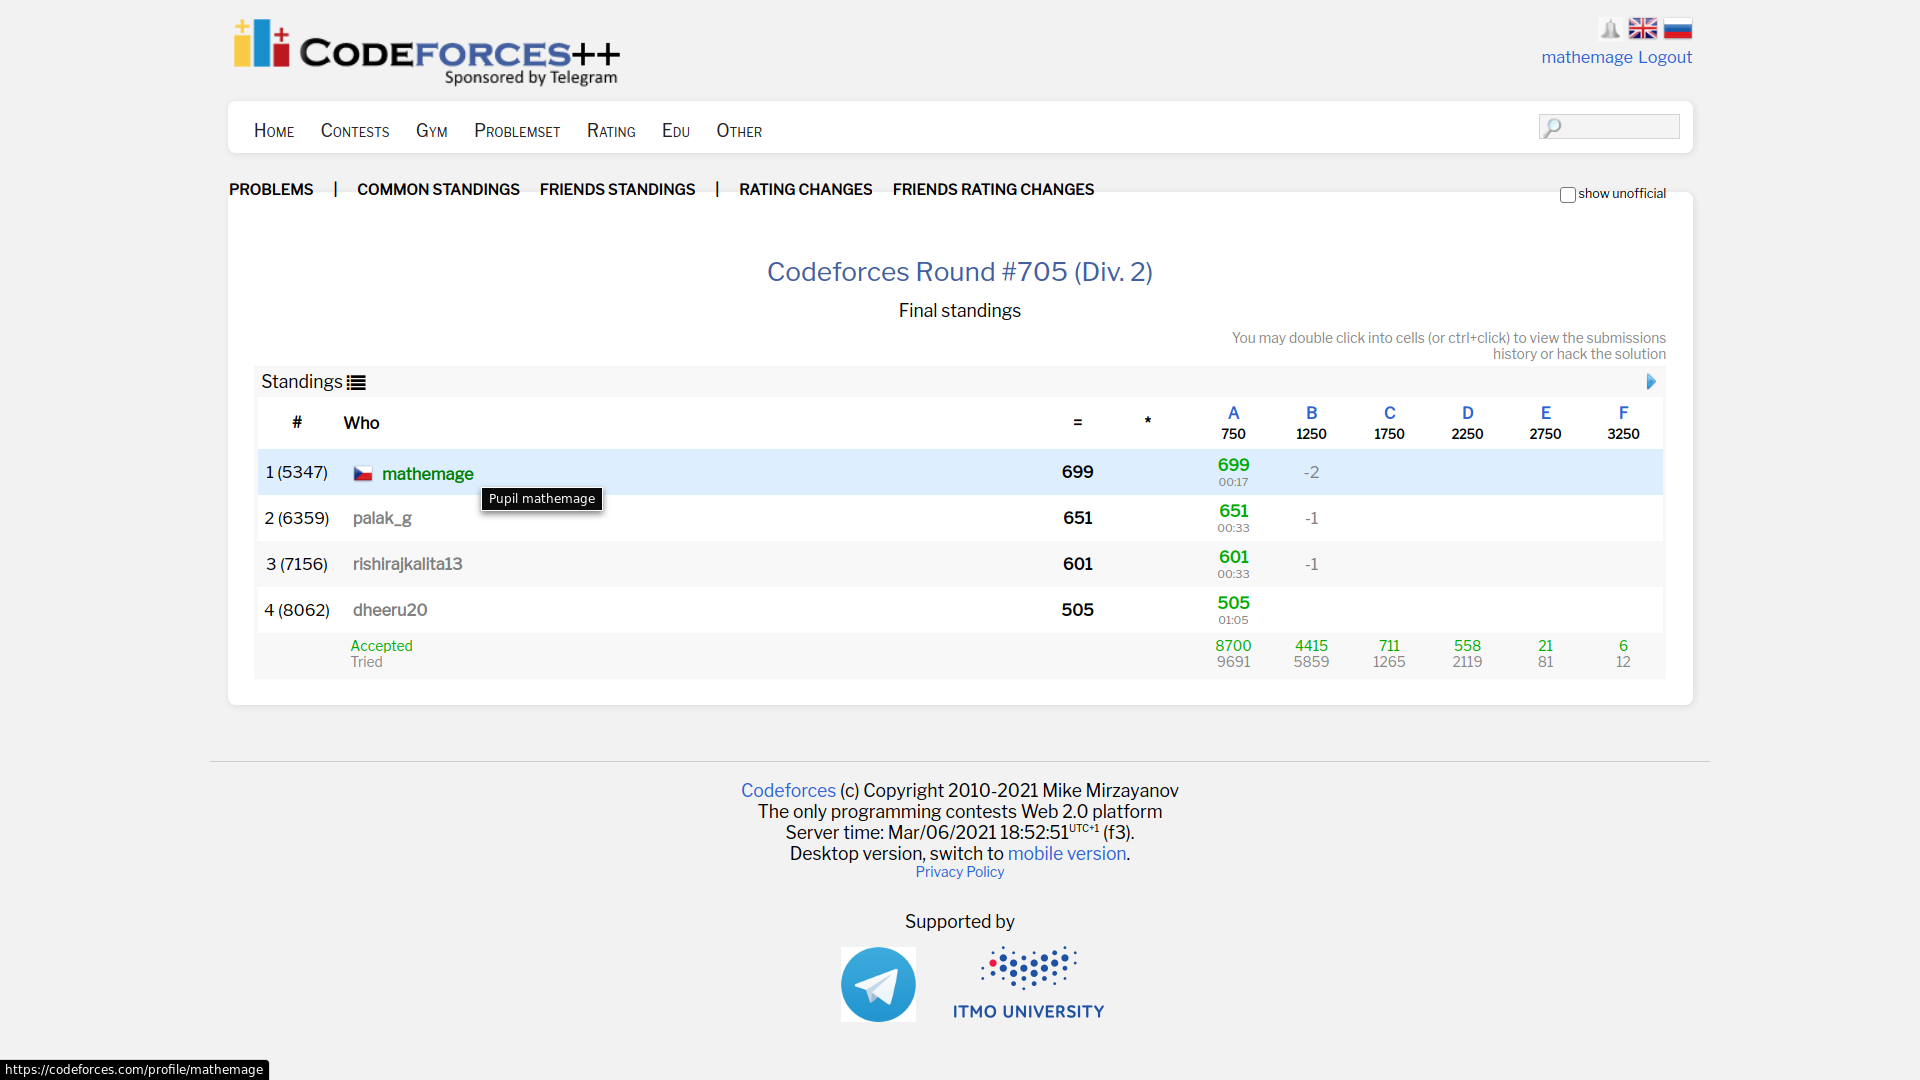 CODEFORCES++
Sponsored by Telegram
mathemage Logout
HOME CONTESTS GYM PROBLEMSET RATING EDU OTHER
PROBLEMS | COMMON STANDINGS FRIENDS STANDINGS | RATING CHANGES FRIENDS RATING CHANGES show unofficial
Codeforces Round #705 (Div. 2)
Final standings
You may double click into cells (or ctrl+click) to view the submissions
history or hack the solution
Standings
# Who = * A B C D E F
750 1250 1750 2250 2750 3250
1 (5347) mathemage 699 699 -2
00:17
Pupil mathemage
2 (6359) palak_g 651 651 -1
00:33
3 (7156) rishirajkalita13 601 601 -1
00:33
4 (8062) dheeru20 505 505
01:05
Accepted 8700 4415 711 558 21 6
Tried 9691 5859 1265 2119 81 12
Codeforces (c) Copyright 2010-2021 Mike Mirzayanov
The only programming contests Web 2.0 platform
Server time: Mar/06/2021 18:52:51UTC+1 (f3).
Desktop version, switch to mobile version.
Privacy Policy
Supported by
ITMO UNIVERSITY
https://codeforces.com/profile/mathemage